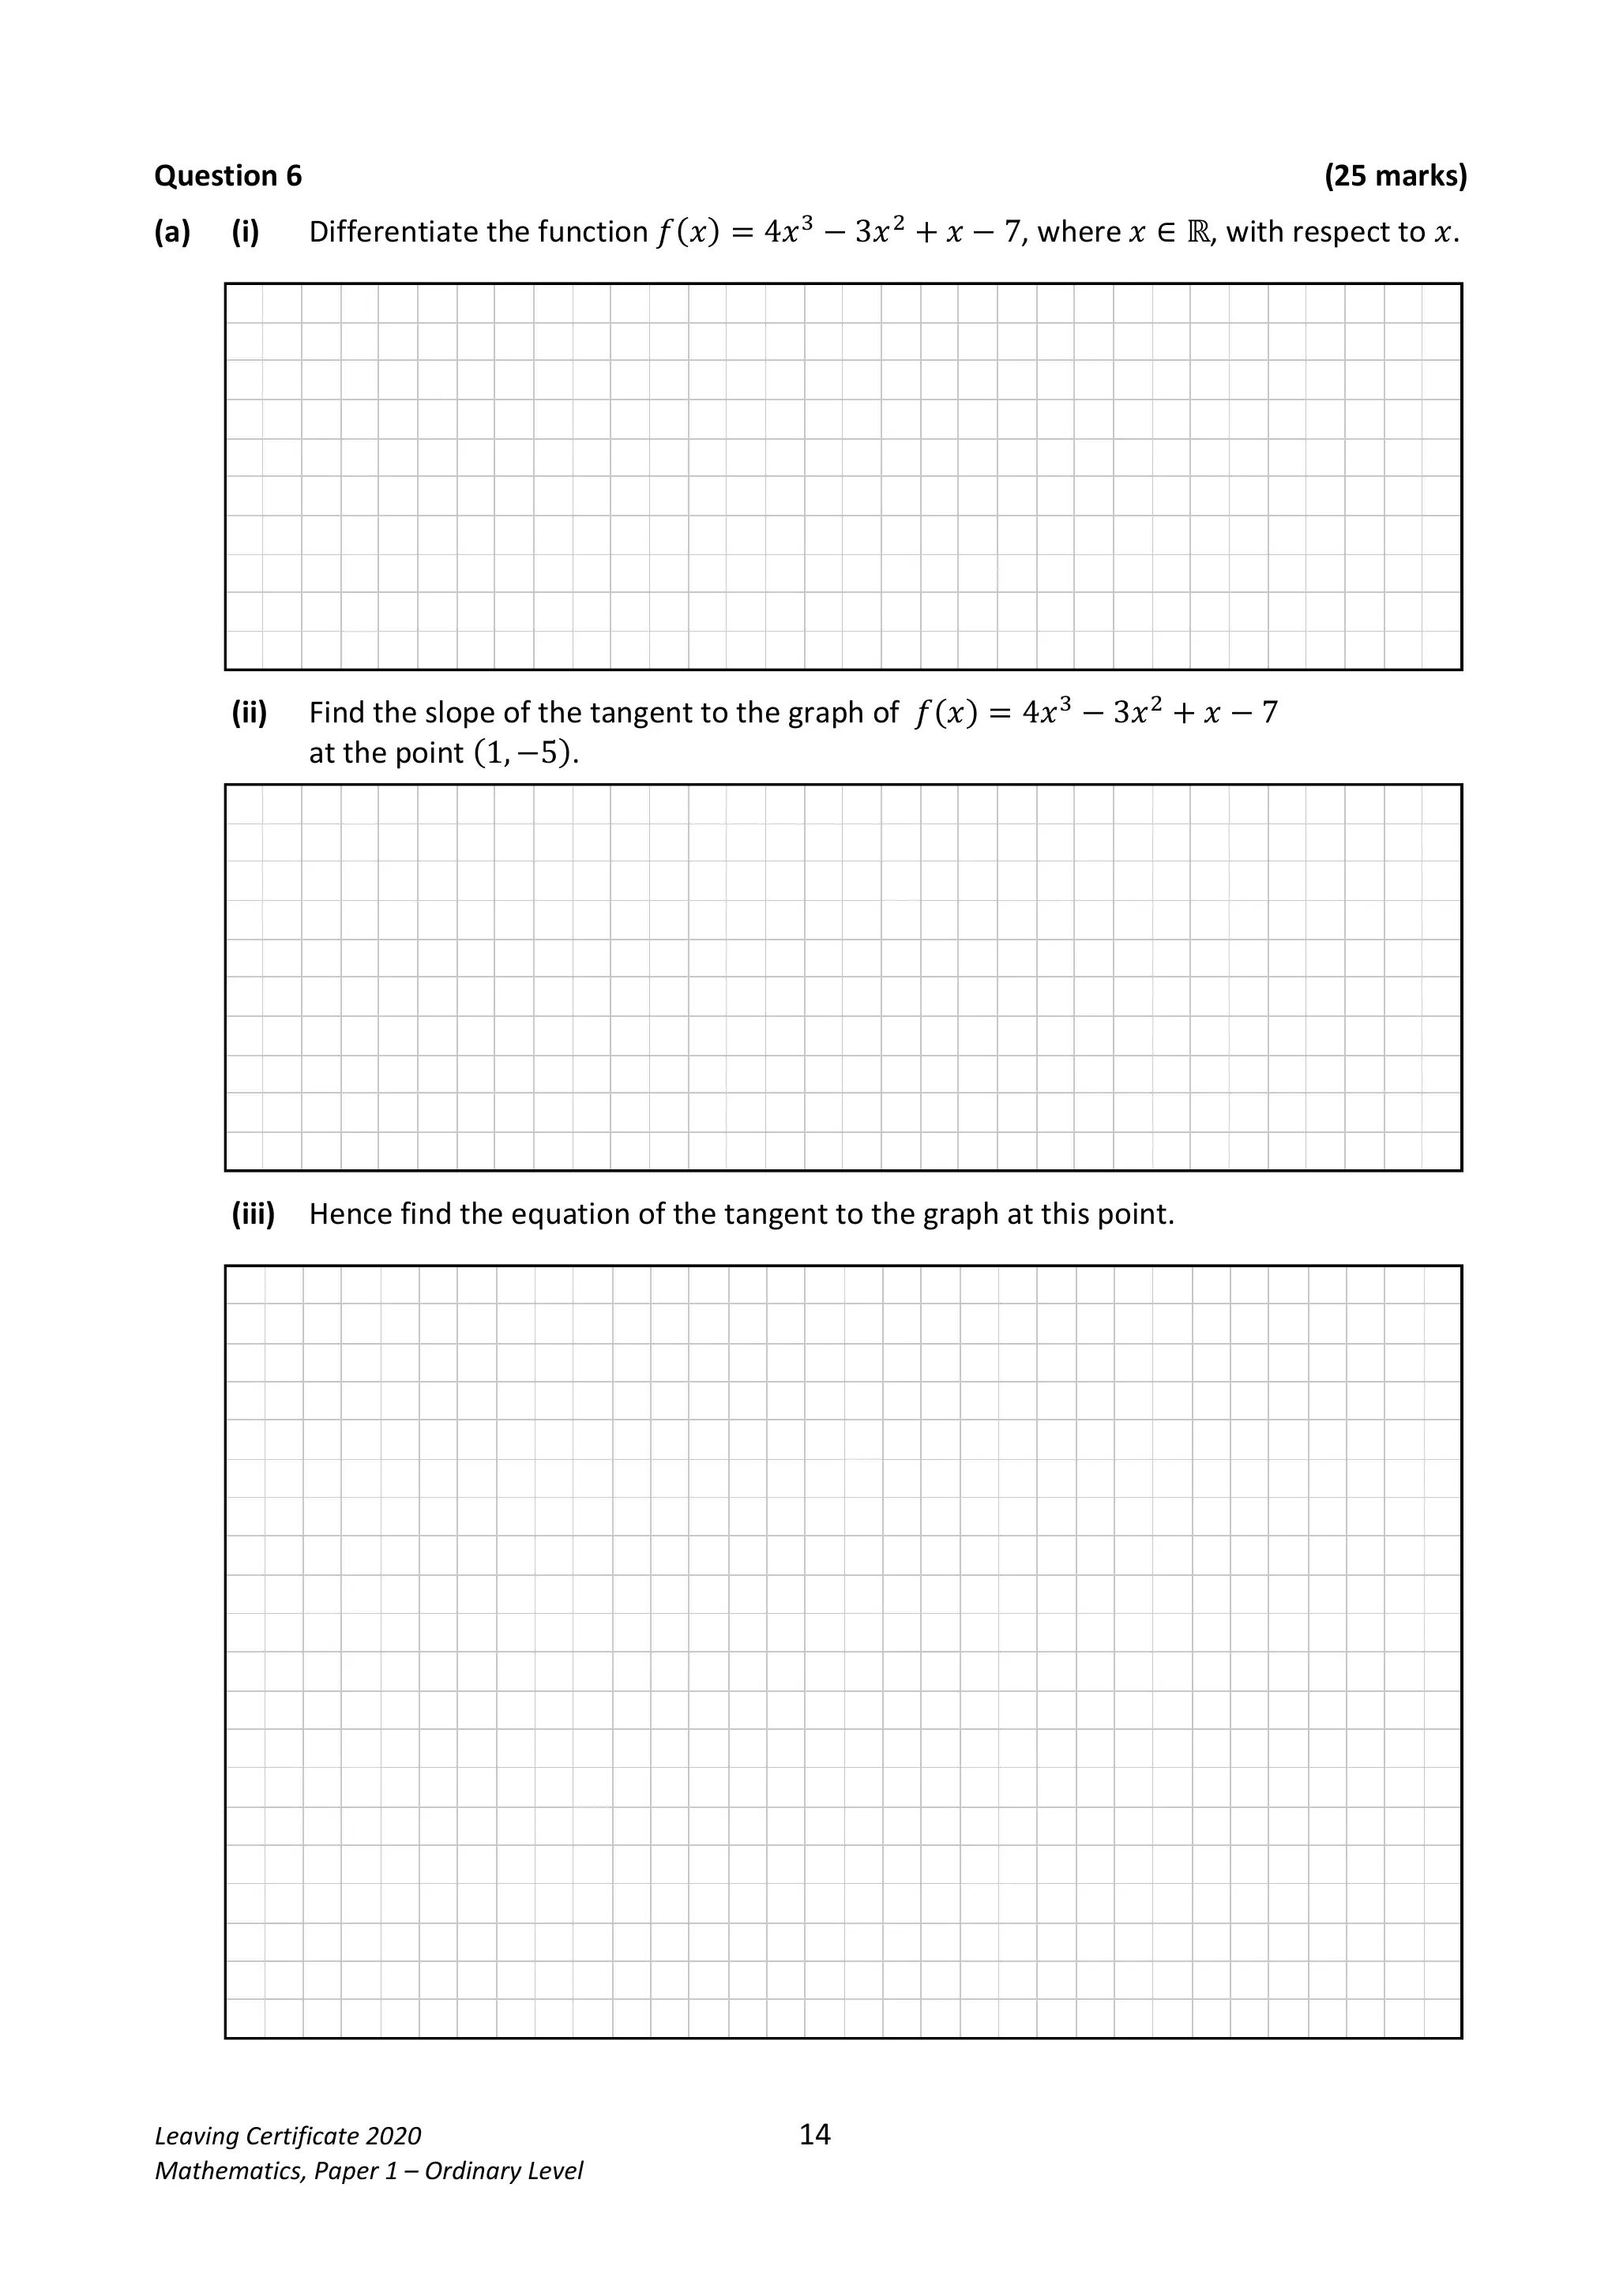 Question 6 (25 marks)
(a) (i) Differentiate the function 𝑓(𝑥) = 4𝑥³ − 3𝑥² + 𝑥 − 7, where 𝑥 ∈ ℝ, with respect to 𝑥.
(ii) Find the slope of the tangent to the graph of 𝑓(𝑥) = 4𝑥³ − 3𝑥² + 𝑥 − 7
at the point (1, −5).
(iii) Hence find the equation of the tangent to the graph at this point.
Leaving Certificate 2020 14
Mathematics, Paper 1 – Ordinary Level